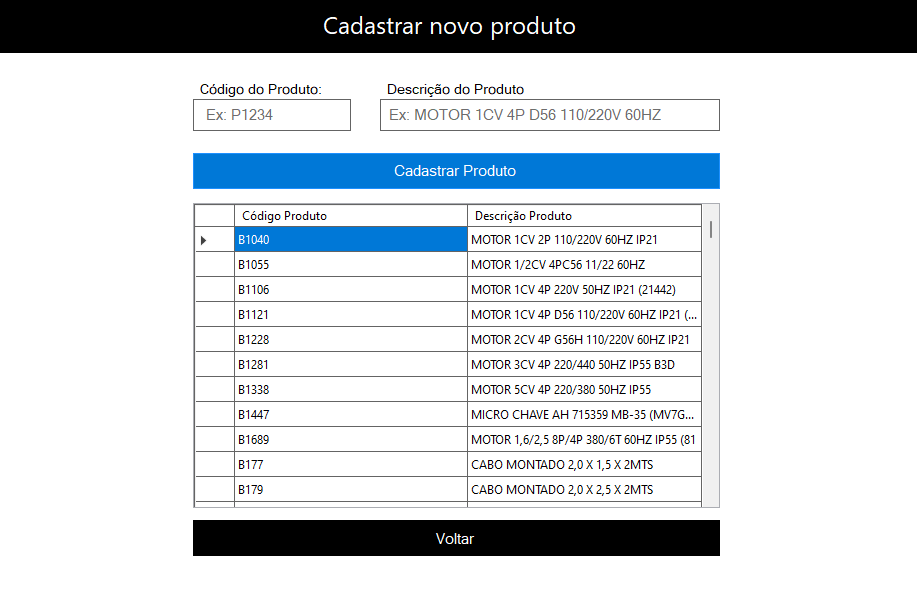 Cadastrar novo produto
Código do Produto: Descrição do Produto
Ex: P1234 Ex: MOTOR 1CV 4P D56 110/220V 60HZ
Cadastrar Produto
Código Produto Descrição Produto
B1040 MOTOR 1CV 2P 110/220V 60HZ IP21
B1055 MOTOR 1/2CV 4PC56 11/22 60HZ
B1106 MOTOR 1CV 4P 220V 50HZ IP21 (21442)
B1121 MOTOR 1CV 4P D56 110/220V 60HZ IP21 (...
B1228 MOTOR 2CV 4P G56H 110/220V 60HZ IP21
B1281 MOTOR 3CV 4P 220/440 50HZ IP55 B3D
B1338 MOTOR 5CV 4P 220/380 50HZ IP55
B1447 MICRO CHAVE AH 715359 MB-35 (MV7G...
B1689 MOTOR 1,6/2,5 8P/4P 380/6T 60HZ IP55 (81
B177 CABO MONTADO 2,0 X 1,5 X 2MTS
B179 CABO MONTADO 2,0 X 2,5 X 2MTS
Voltar